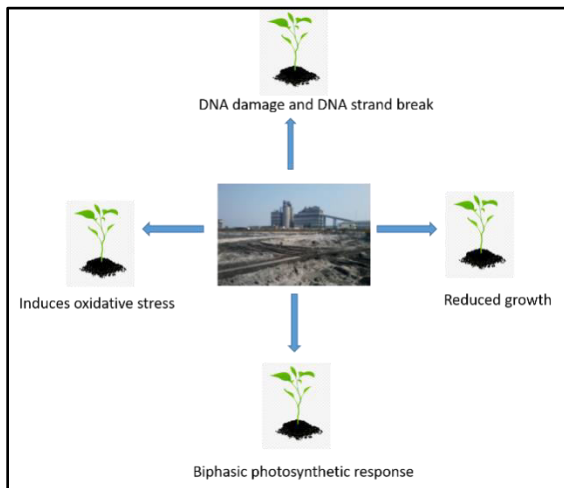 DNA damage and DNA strand break
Induces oxidative stress
Reduced growth
Biphasic photosynthetic response